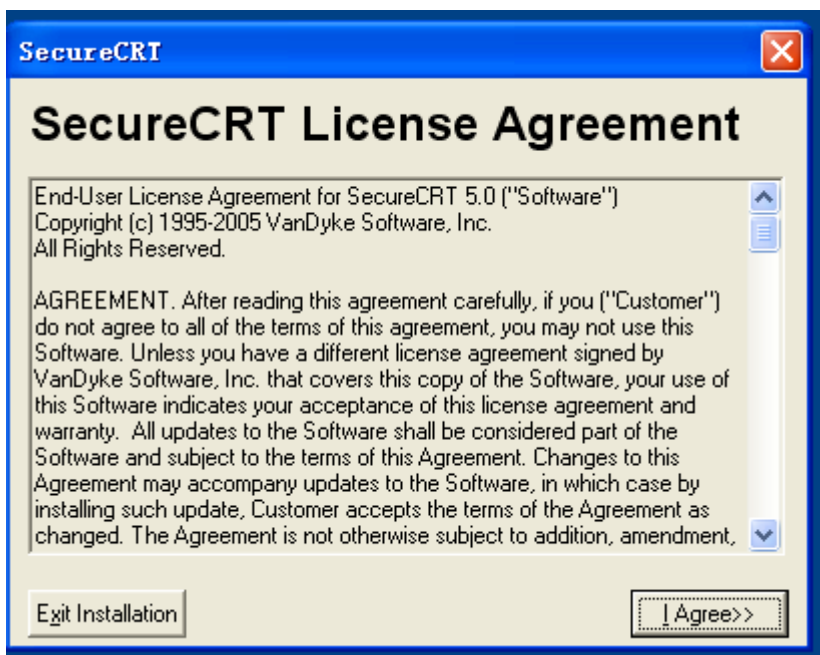 SecureCRT
SecureCRT License Agreement
End-User License Agreement for SecureCRT 5.0 ("Software")
Copyright (c) 1995-2005 VanDyke Software, Inc.
All Rights Reserved.
AGREEMENT. After reading this agreement carefully, if you ("Customer")
do not agree to all of the terms of this agreement, you may not use this
Software. Unless you have a different license agreement signed by
VanDyke Software, Inc. that covers this copy of the Software, your use of
this Software indicates your acceptance of this license agreement and
warranty.  All updates to the Software shall be considered part of the
Software and subject to the terms of this Agreement. Changes to this
Agreement may accompany updates to the Software, in which case by
installing such update, Customer accepts the terms of the Agreement as
changed. The Agreement is not otherwise subject to addition, amendment,
Exit Installation
I Agree>>